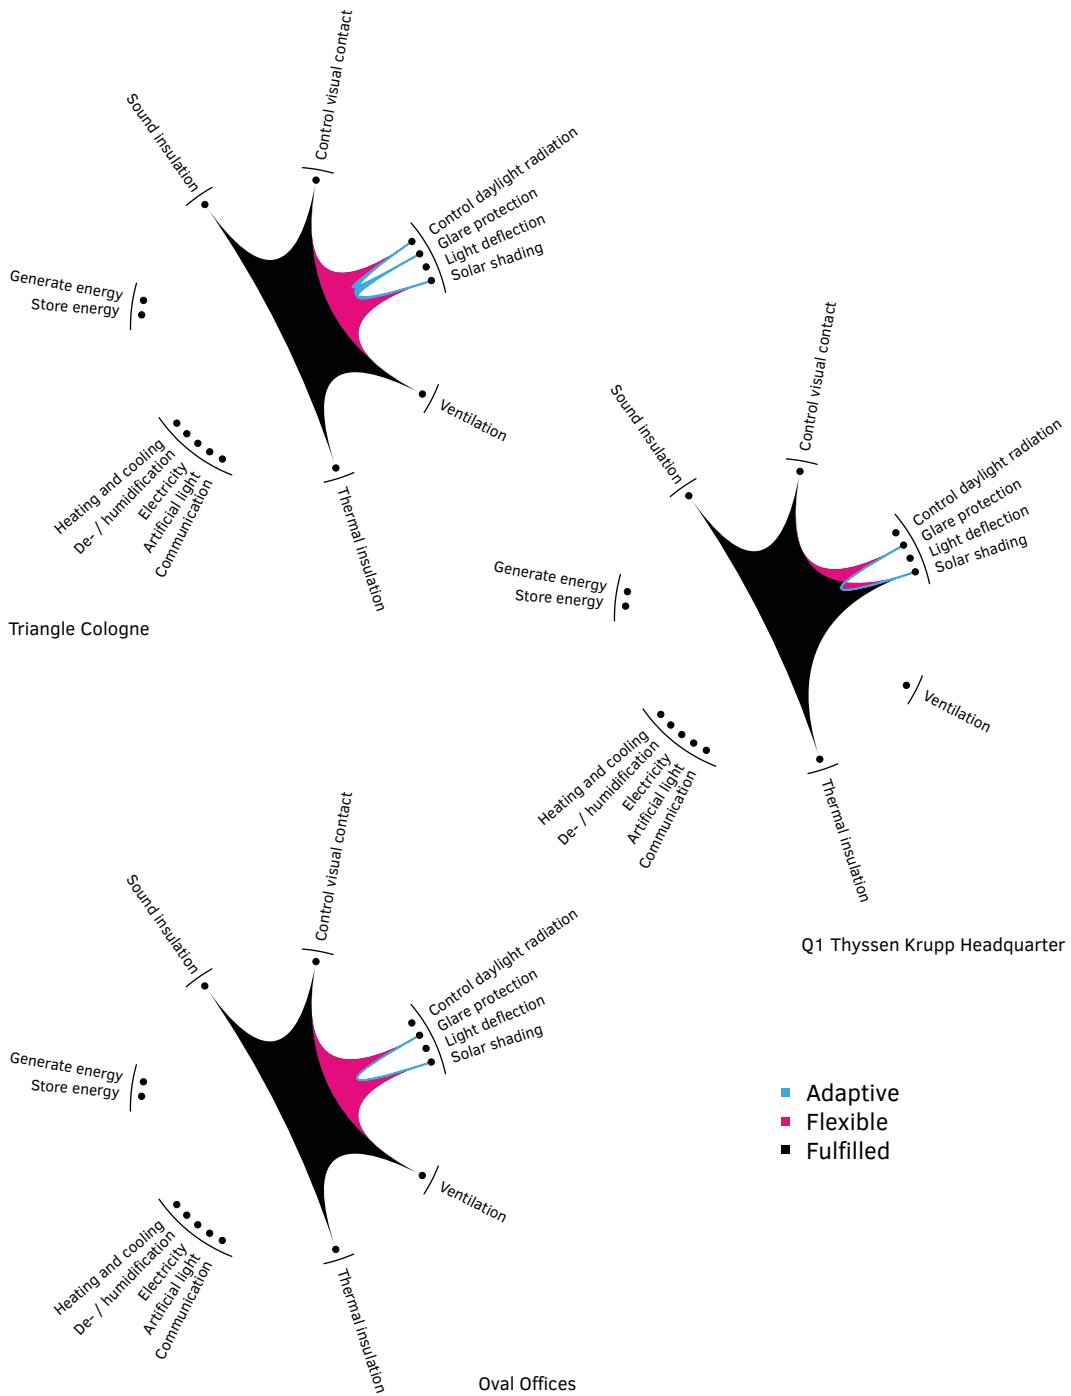 Control visual contact
Sound insulation
Control daylight radiation
Glare protection
Light deflection
Solar shading
Generate energy
Store energy
Ventilation
Heating and cooling
De- / humidification
Electricity
Artificial light
Communication
Thermal insulation
Triangle Cologne
Control visual contact
Sound insulation
Control daylight radiation
Glare protection
Light deflection
Solar shading
Generate energy
Store energy
Ventilation
Heating and cooling
De- / humidification
Electricity
Artificial light
Communication
Thermal insulation
Q1 Thyssen Krupp Headquarter
Control visual contact
Sound insulation
Control daylight radiation
Glare protection
Light deflection
Solar shading
Generate energy
Store energy
Ventilation
Heating and cooling
De- / humidification
Electricity
Artificial light
Communication
Thermal insulation
Oval Offices
Adaptive
Flexible
Fulfilled